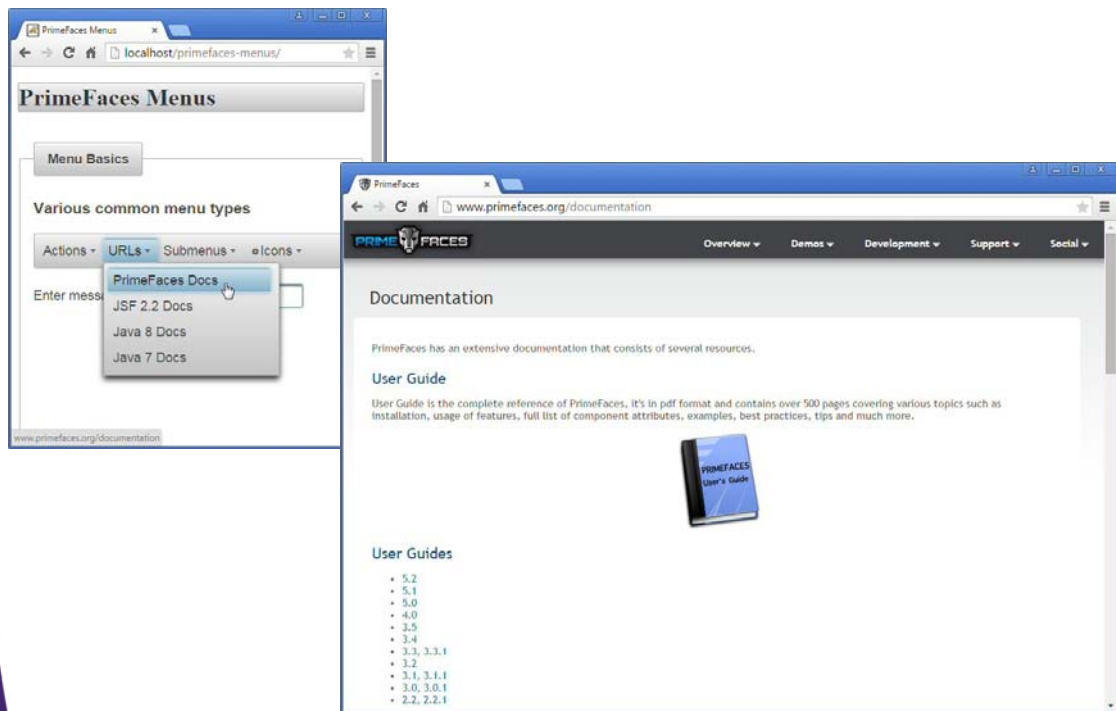 PrimeFaces Menus
localhost/primefaces-menus/
PrimeFaces Menus
Menu Basics
Various common menu types
Actions URLs Submenus Icons
PrimeFaces Docs
Enter messa
JSF 2.2 Docs
Java 8 Docs
Java 7 Docs
www.primefaces.org/documentation
PrimeFaces
www.primefaces.org/documentation
PRIME FACES Overview Demos Development Support Social
Documentation
PrimeFaces has an extensive documentation that consists of several resources.
User Guide
User Guide is the complete reference of PrimeFaces, it's in pdf format and contains over 500 pages covering various topics such as
installation, usage of features, full list of component attributes, examples, best practices, tips and much more.
PRIMEFACES
User's Guide
User Guides
• 5.2
• 5.1
• 5.0
• 4.0
• 3.5
• 3.4
• 3.3, 3.3.1
• 3.2
• 3.1, 3.1.1
• 3.0, 3.0.1
• 2.2, 2.2.1